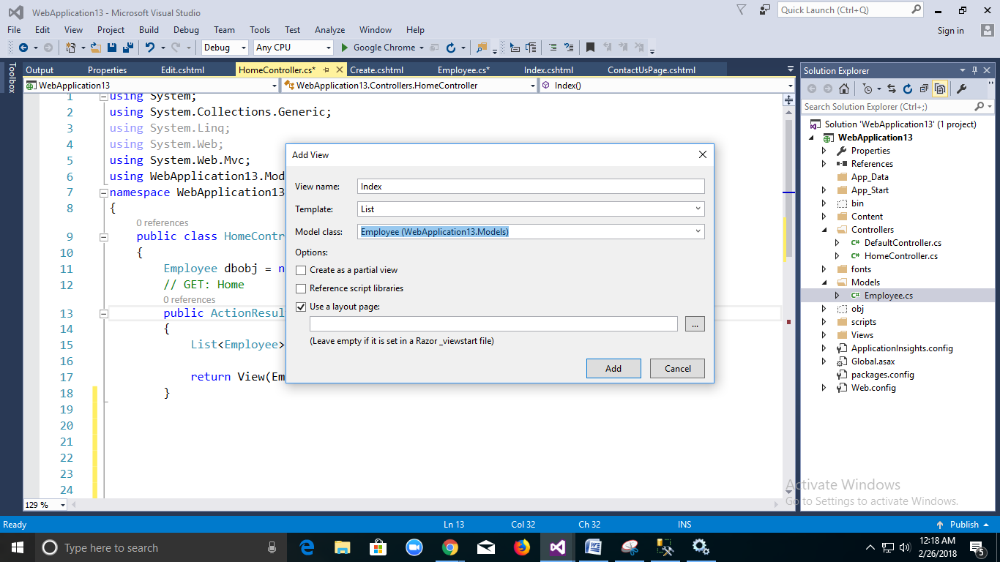 WebApplication13 - Microsoft Visual Studio
Quick Launch (Ctrl+Q)
File Edit View Project Build Debug Team Tools Test Analyze Window Help
Sign in
Debug Any CPU Google Chrome
Toolbox
Output Properties Edit.cshtml HomeController.cs* Create.cshtml Employee.cs* Index.cshtml ContactUsPage.cshtml
WebApplication13 WebApplication13.Controllers.HomeController Index()
1 using System;
2 using System.Collections.Generic;
3 using System.Linq;
4 using System.Web;
5 using System.Web.Mvc;
6 using WebApplication13.Mod
7 namespace WebApplication13
8 {
0 references
9 public class HomeContr
10 {
11 Employee dbobj = n
12 // GET: Home
0 references
13 public ActionResul
14 {
15 List<Employee>
16
17 return View(Em
18 }
19
20
21
22
23
24
129 %
Add View
View name: Index
Template: List
Model class: Employee (WebApplication13.Models)
Options:
Create as a partial view
Reference script libraries
Use a layout page:
...
(Leave empty if it is set in a Razor _viewstart file)
Add Cancel
Solution Explorer
Search Solution Explorer (Ctrl+;)
Solution 'WebApplication13' (1 project)
WebApplication13
Properties
References
App_Data
App_Start
bin
Content
Controllers
C# DefaultController.cs
C# HomeController.cs
fonts
Models
C# Employee.cs
obj
scripts
Views
ApplicationInsights.config
Global.asax
packages.config
Web.config
Activate Windows
Go to Settings to activate Windows.
Ready Ln 13 Col 32 Ch 32 INS Publish
Type here to search
12:18 AM
2/26/2018
5